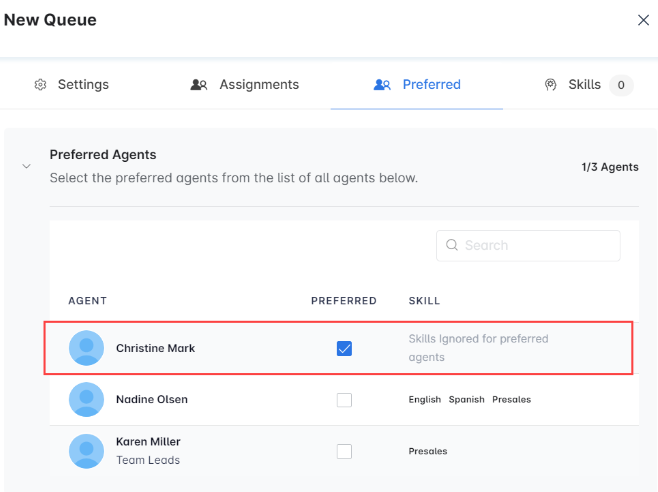 New Queue
Settings Assignments Preferred Skills 0
Preferred Agents
Select the preferred agents from the list of all agents below.
1/3 Agents
Search
AGENT PREFERRED SKILL
Christine Mark Skills Ignored for preferred
agents
Nadine Olsen English Spanish Presales
Karen Miller
Team Leads
Presales